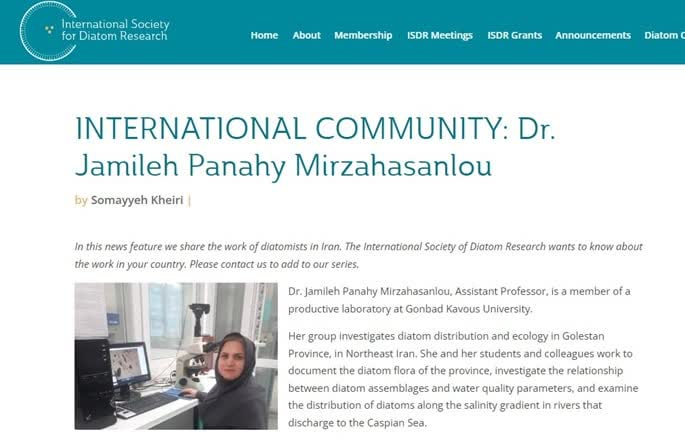 International Society
for Diatom Research
Home About Membership ISDR Meetings ISDR Grants Announcements Diatom
INTERNATIONAL COMMUNITY: Dr.
Jamileh Panahy Mirzahasanlou
by Somayyeh Kheiri |
In this news feature we share the work of diatomists in Iran. The International Society of Diatom Research wants to know about
the work in your country. Please contact us to add to our series.
Dr. Jamileh Panahy Mirzahasanlou, Assistant Professor, is a member of a
productive laboratory at Gonbad Kavous University.
Her group investigates diatom distribution and ecology in Golestan
Province, in Northeast Iran. She and her students and colleagues work to
document the diatom flora of the province, investigate the relationship
between diatom assemblages and water quality parameters, and examine
the distribution of diatoms along the salinity gradient in rivers that
discharge to the Caspian Sea.